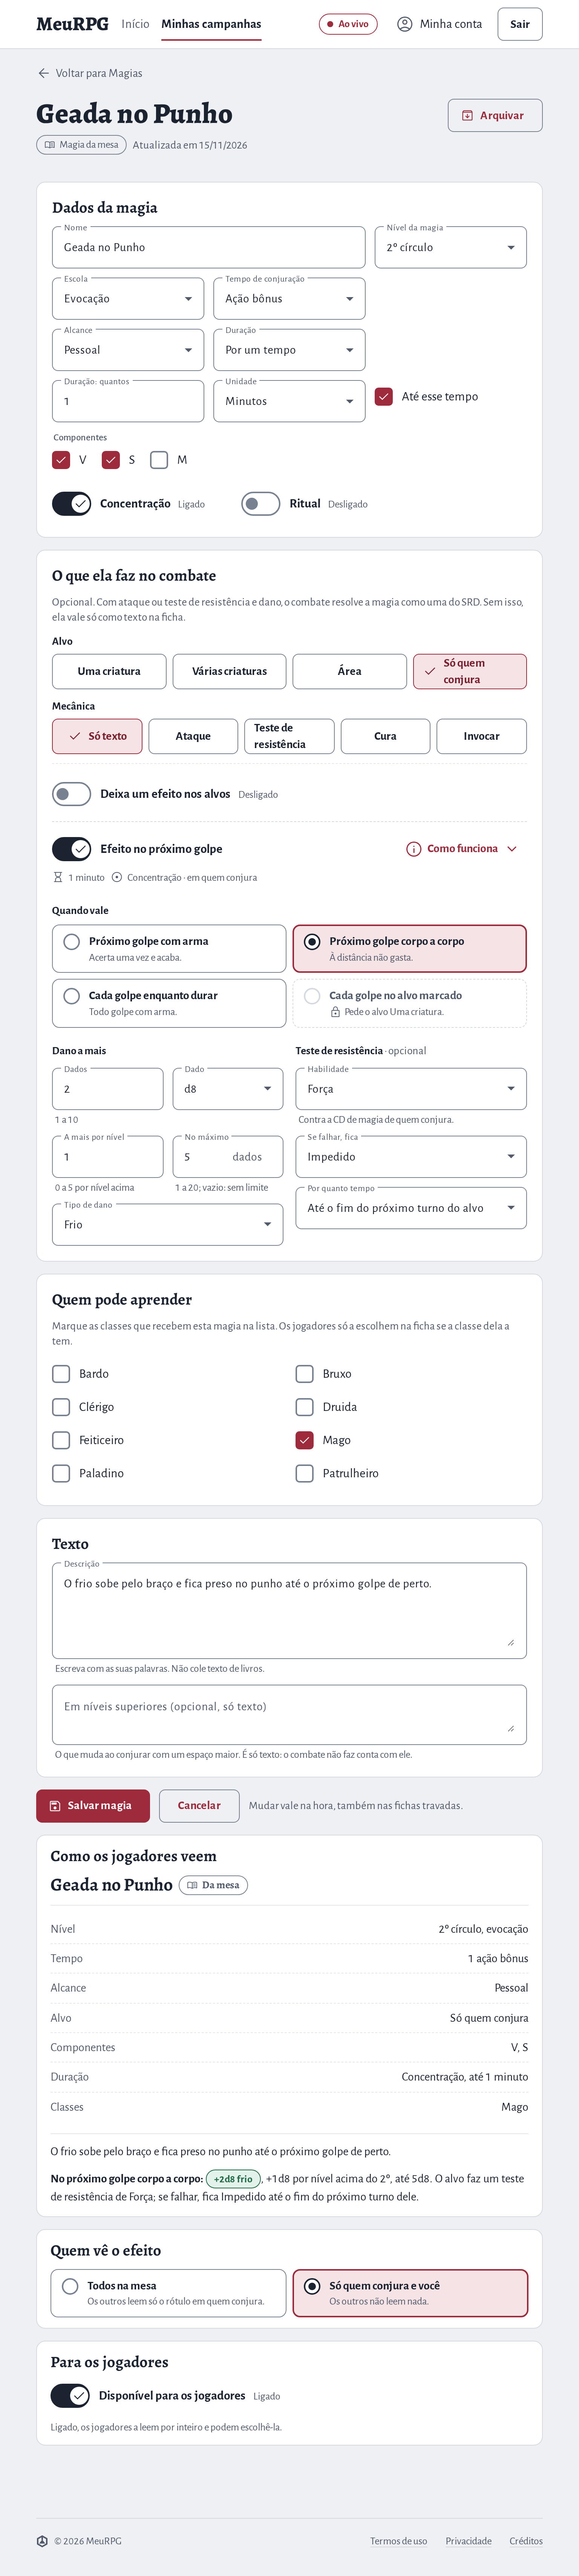 MeuRPG Início Minhas campanhas Ao vivo Minha conta Sair
Voltar para Magias
Geada no Punho
Arquivar
Magia da mesa Atualizada em 15/11/2026
Dados da magia
Nome
Geada no Punho
Nível da magia
2º círculo
Escola
Evocação
Tempo de conjuração
Ação bônus
Alcance
Pessoal
Duração
Por um tempo
Duração: quantos
1
Unidade
Minutos
Até esse tempo
Componentes
V S M
Concentração Ligado Ritual Desligado
O que ela faz no combate
Opcional. Com ataque ou teste de resistência e dano, o combate resolve a magia como uma do SRD. Sem isso,
ela vale só como texto na ficha.
Alvo
Uma criatura
Várias criaturas
Área
Só quem
conjura
Mecânica
Só texto
Ataque
Teste de
resistência
Cura
Invocar
Deixa um efeito nos alvos Desligado
Efeito no próximo golpe
Como funciona
1 minuto Concentração · em quem conjura
Quando vale
Próximo golpe com arma
Acerta uma vez e acaba.
Próximo golpe corpo a corpo
À distância não gasta.
Cada golpe enquanto durar
Todo golpe com arma.
Cada golpe no alvo marcado
Pede o alvo Uma criatura.
Dano a mais
Dados
2
Dado
d8
1 a 10
A mais por nível
1
No máximo
5 dados
0 a 5 por nível acima
1 a 20; vazio: sem limite
Tipo de dano
Frio
Teste de resistência · opcional
Habilidade
Força
Contra a CD de magia de quem conjura.
Se falhar, fica
Impedido
Por quanto tempo
Até o fim do próximo turno do alvo
Quem pode aprender
Marque as classes que recebem esta magia na lista. Os jogadores só a escolhem na ficha se a classe dela a
tem.
Bardo Bruxo
Clérigo Druida
Feiticeiro Mago
Paladino Patrulheiro
Texto
Descrição
O frio sobe pelo braço e fica preso no punho até o próximo golpe de perto.
Escreva com as suas palavras. Não cole texto de livros.
Em níveis superiores (opcional, só texto)
O que muda ao conjurar com um espaço maior. É só texto: o combate não faz conta com ele.
Salvar magia Cancelar Mudar vale na hora, também nas fichas travadas.
Como os jogadores veem
Geada no Punho Da mesa
Nível 2º círculo, evocação
Tempo 1 ação bônus
Alcance Pessoal
Alvo Só quem conjura
Componentes V, S
Duração Concentração, até 1 minuto
Classes Mago
O frio sobe pelo braço e fica preso no punho até o próximo golpe de perto.
No próximo golpe corpo a corpo: +2d8 frio, +1d8 por nível acima do 2º, até 5d8. O alvo faz um teste
de resistência de Força; se falhar, fica Impedido até o fim do próximo turno dele.
Quem vê o efeito
Todos na mesa
Os outros leem só o rótulo em quem conjura.
Só quem conjura e você
Os outros não leem nada.
Para os jogadores
Disponível para os jogadores Ligado
Ligado, os jogadores a leem por inteiro e podem escolhê-la.
© 2026 MeuRPG Termos de uso Privacidade Créditos